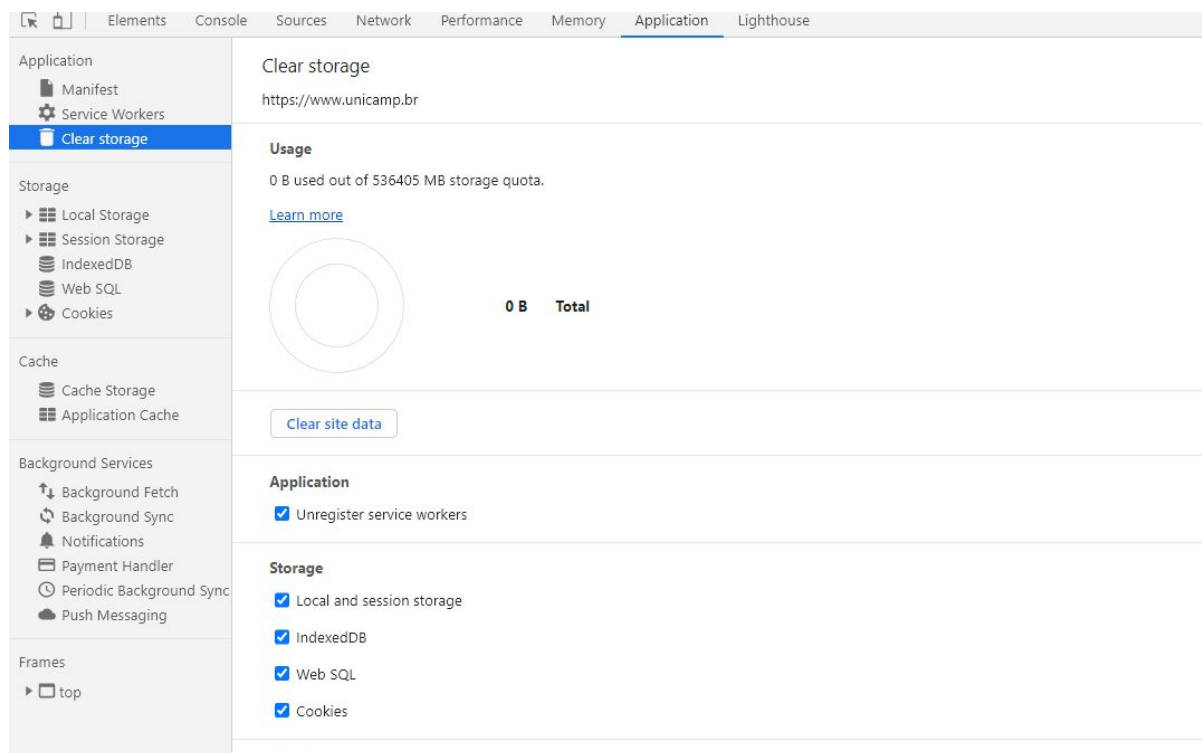 Elements Console Sources Network Performance Memory Application Lighthouse
Application
Manifest
Service Workers
Clear storage
Storage
Local Storage
Session Storage
IndexedDB
Web SQL
Cookies
Cache
Cache Storage
Application Cache
Background Services
Background Fetch
Background Sync
Notifications
Payment Handler
Periodic Background Sync
Push Messaging
Frames
top
Clear storage
https://www.unicamp.br
Usage
0 B used out of 536405 MB storage quota.
Learn more
0 B Total
Clear site data
Application
Unregister service workers
Storage
Local and session storage
IndexedDB
Web SQL
Cookies